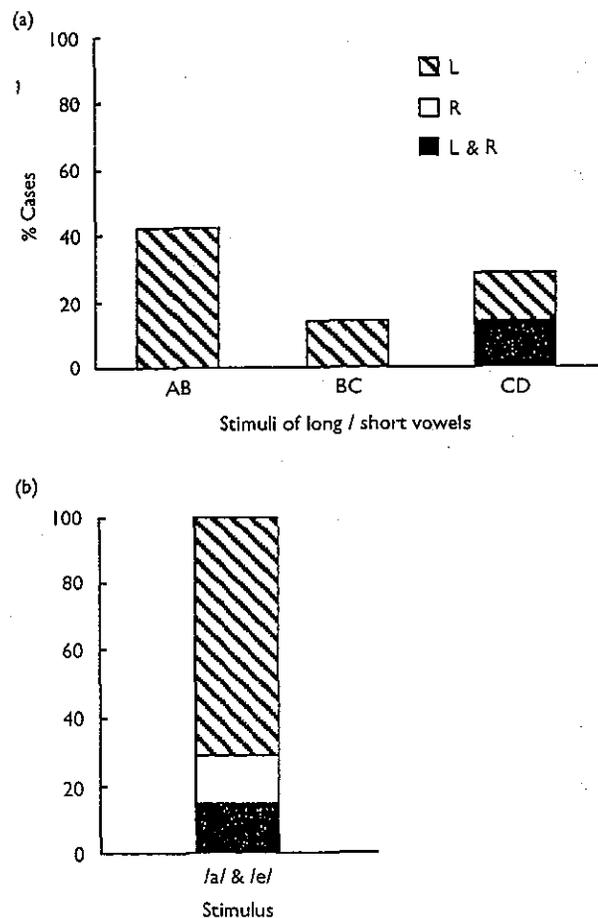 (a)
100
80
60
40
20
0
% Cases
L
R
L & R
AB BC CD
Stimuli of long / short vowels
(b)
100
80
60
40
20
0
/a/ & /e/
Stimulus